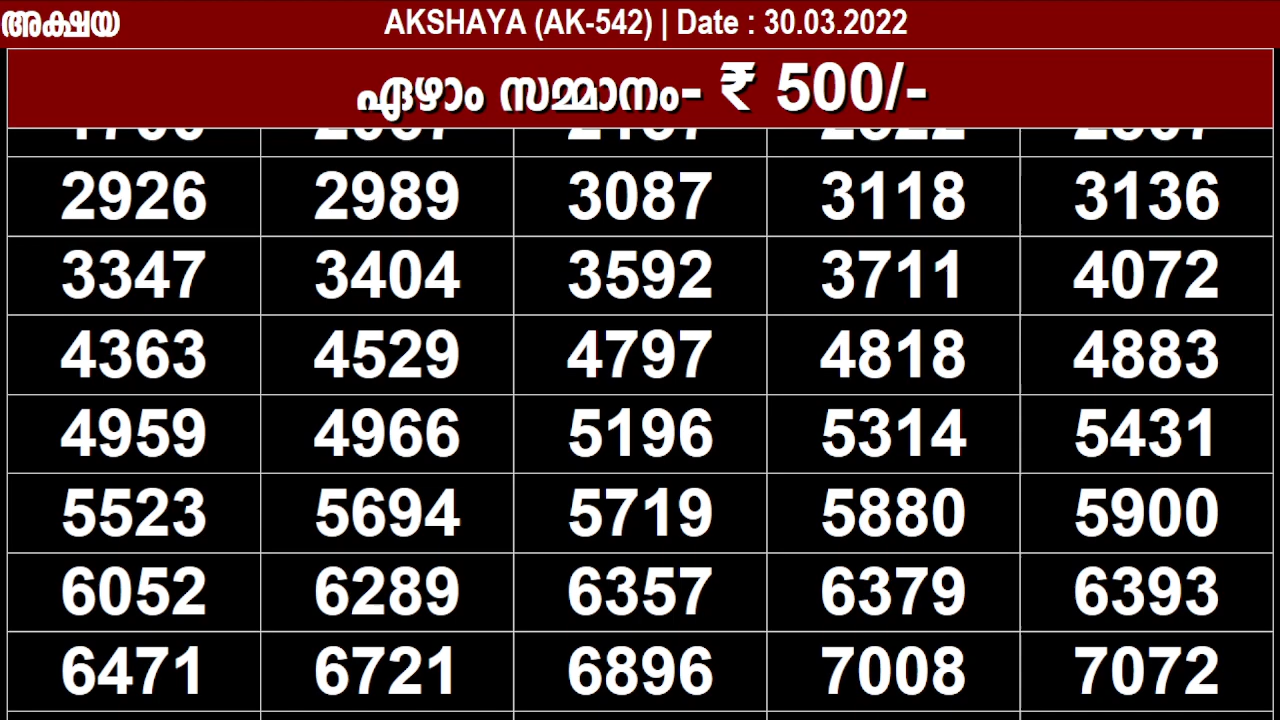 അക്ഷയ AKSHAYA (AK-542) | Date : 30.03.2022
ഏഴാം സമ്മാനം- ₹ 500/-
2926 2989 3087 3118 3136
3347 3404 3592 3711 4072
4363 4529 4797 4818 4883
4959 4966 5196 5314 5431
5523 5694 5719 5880 5900
6052 6289 6357 6379 6393
6471 6721 6896 7008 7072